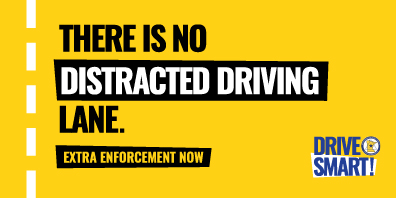 THERE IS NO
DISTRACTED DRIVING
LANE.
EXTRA ENFORCEMENT NOW
DRIVE
SMART!